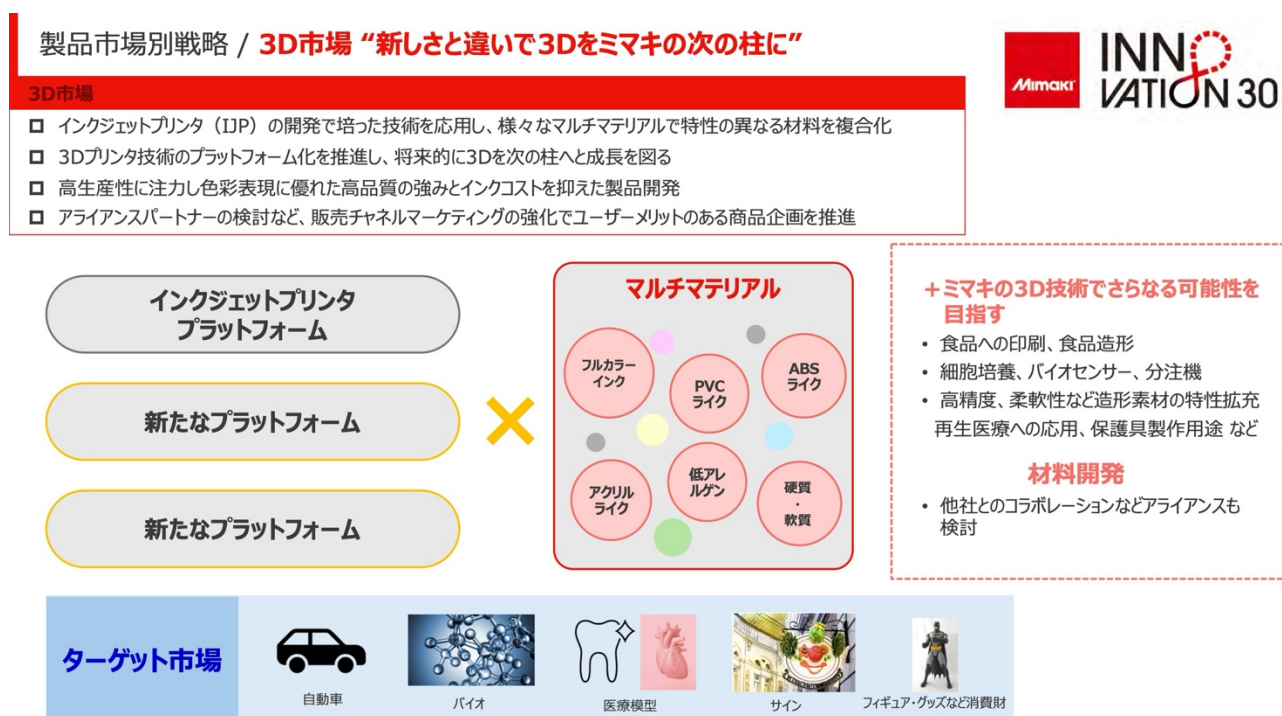 製品市場別戦略 / 3D市場 “新しさと違いで3Dをミマキの次の柱に”
Mimaki
INN
VATION 30
3D市場
インクジェットプリンタ（IJP）の開発で培った技術を応用し、様々なマルチマテリアルで特性の異なる材料を複合化
3Dプリンタ技術のプラットフォーム化を推進し、将来的に3Dを次の柱へと成長を図る
高生産性に注力し色彩表現に優れた高品質の強みとインクコストを抑えた製品開発
アライアンスパートナーの検討など、販売チャネルマーケティングの強化でユーザーメリットのある商品企画を推進
インクジェットプリンタ
プラットフォーム
新たなプラットフォーム
新たなプラットフォーム
×
マルチマテリアル
フルカラー
インク
PVC
ライク
ABS
ライク
アクリル
ライク
低アレ
ルゲン
硬質
・
軟質
＋ミマキの3D技術でさらなる可能性を
目指す
• 食品への印刷、食品造形
• 細胞培養、バイオセンサー、分注機
• 高精度、柔軟性など造形素材の特性拡充
再生医療への応用、保護具製作用途 など
材料開発
• 他社とのコラボレーションなどアライアンスも
検討
ターゲット市場
自動車
バイオ
医療模型
サイン
フィギュア・グッズなど消費財